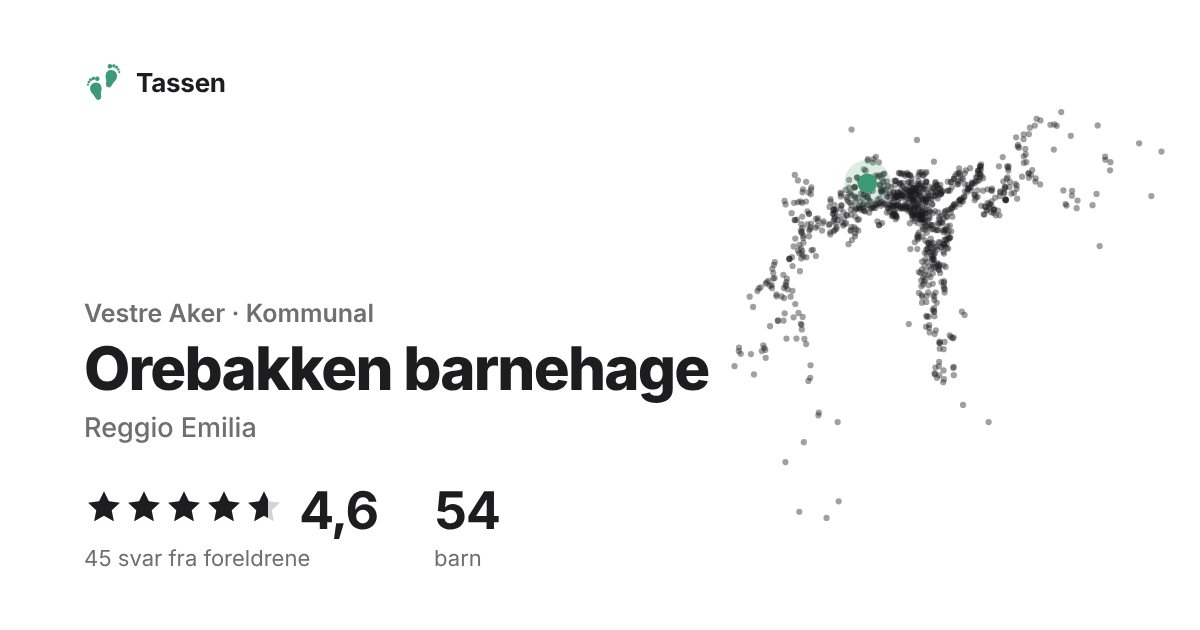 Tassen
Vestre Aker · Kommunal
Orebakken barnehage
Reggio Emilia
4,6
54
45 svar fra foreldrene
barn